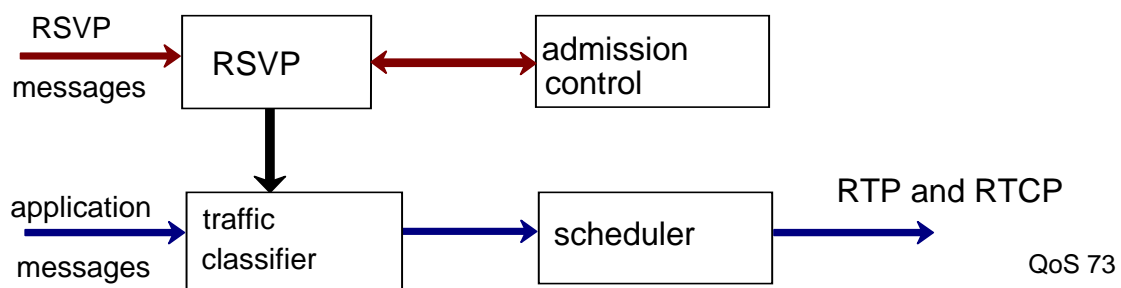 RSVP
messages
RSVP
admission
control
application
messages
traffic
classifier
scheduler
RTP and RTCP
QoS 73